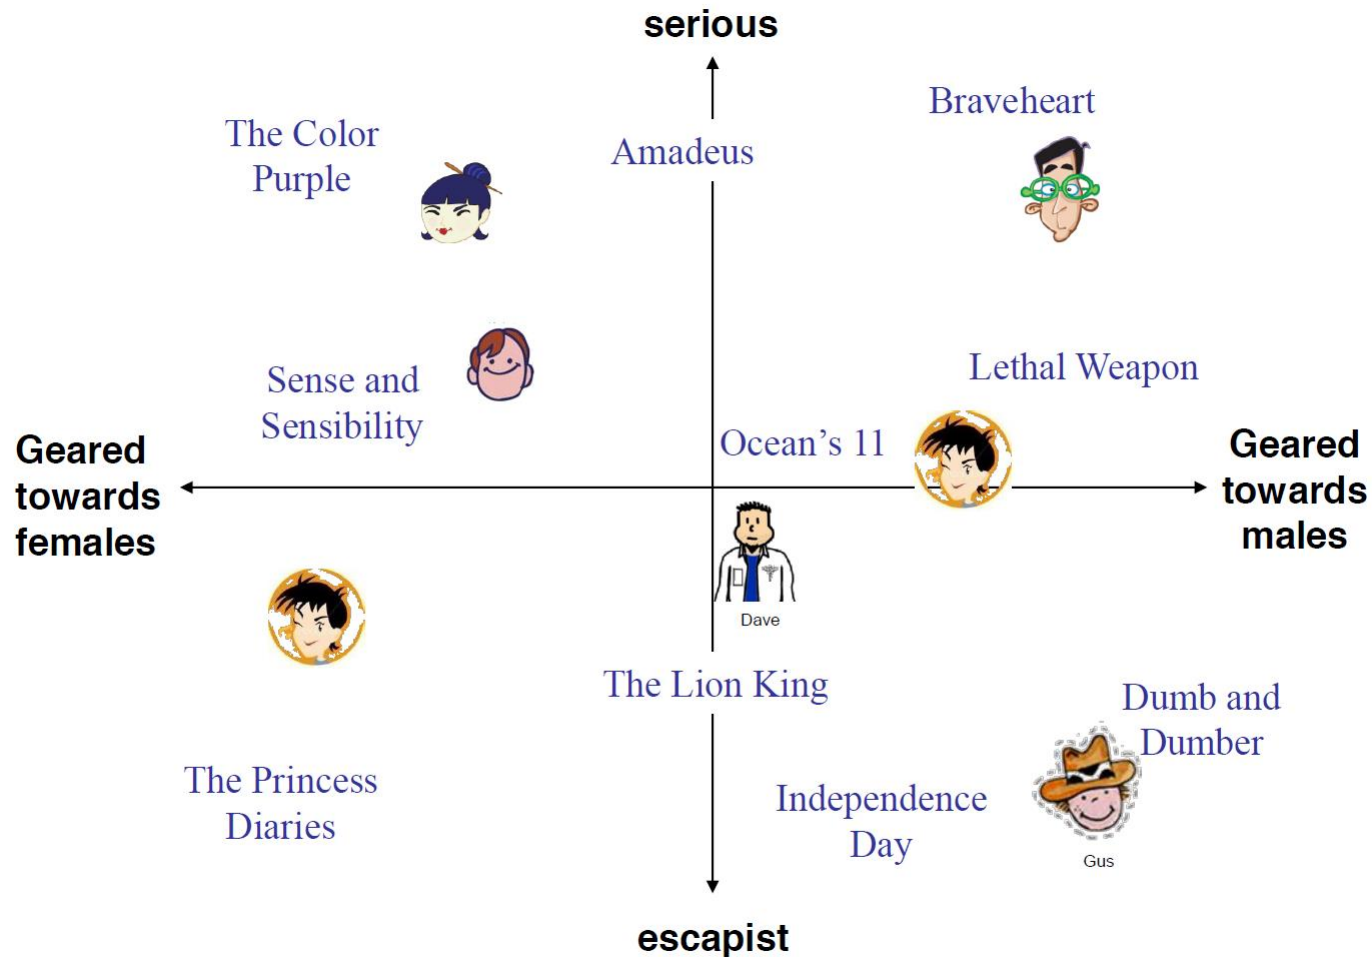 serious
Braveheart
The Color
Purple
Amadeus
Sense and
Sensibility
Lethal Weapon
Ocean’s 11
Geared
towards
females
Geared
towards
males
Dave
The Lion King
Dumb and
Dumber
The Princess
Diaries
Independence
Day
Gus
escapist